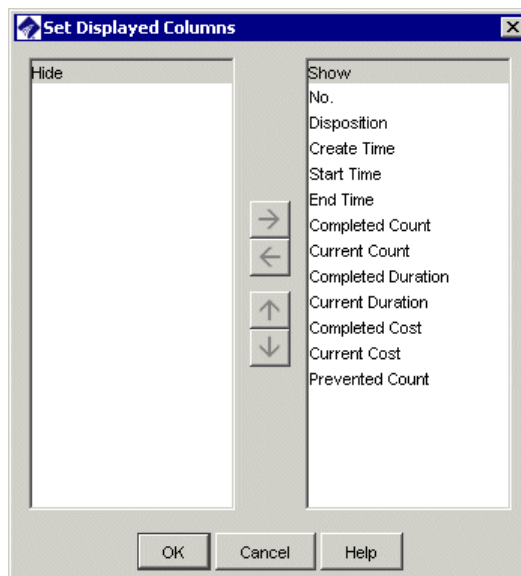 Set Displayed Columns
Hide
Show
No.
Disposition
Create Time
Start Time
End Time
Completed Count
Current Count
Completed Duration
Current Duration
Completed Cost
Current Cost
Prevented Count
OK
Cancel
Help